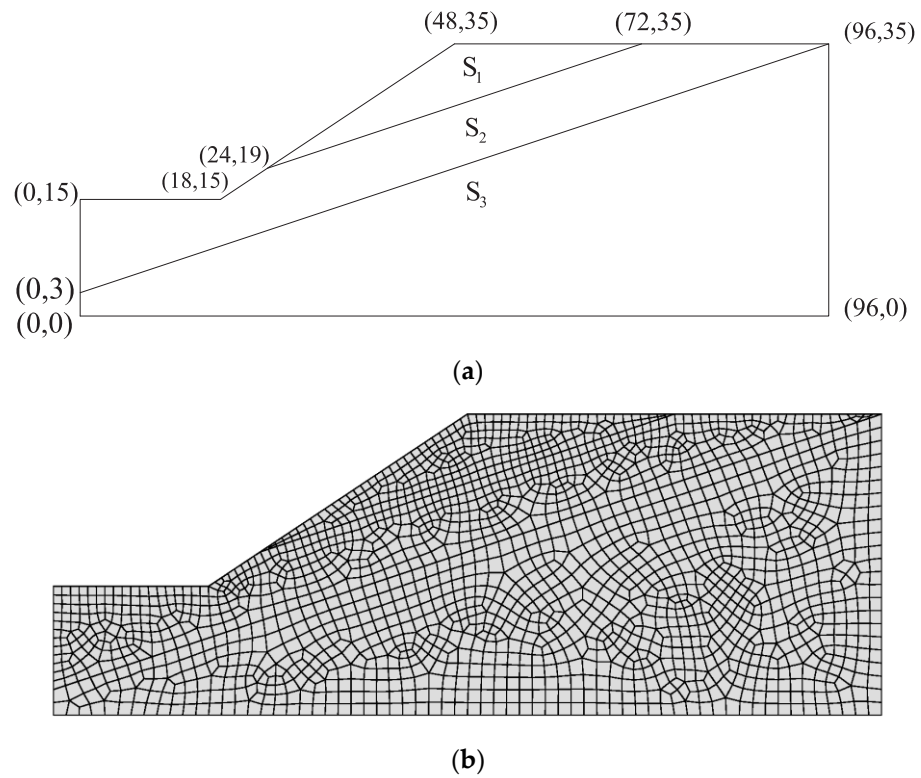 (48,35)
(72,35)
(96,35)
S₁
S₂
(24,19)
(18,15)
(0,15)
S₃
(0,3)
(0,0)
(96,0)
(a)
(b)